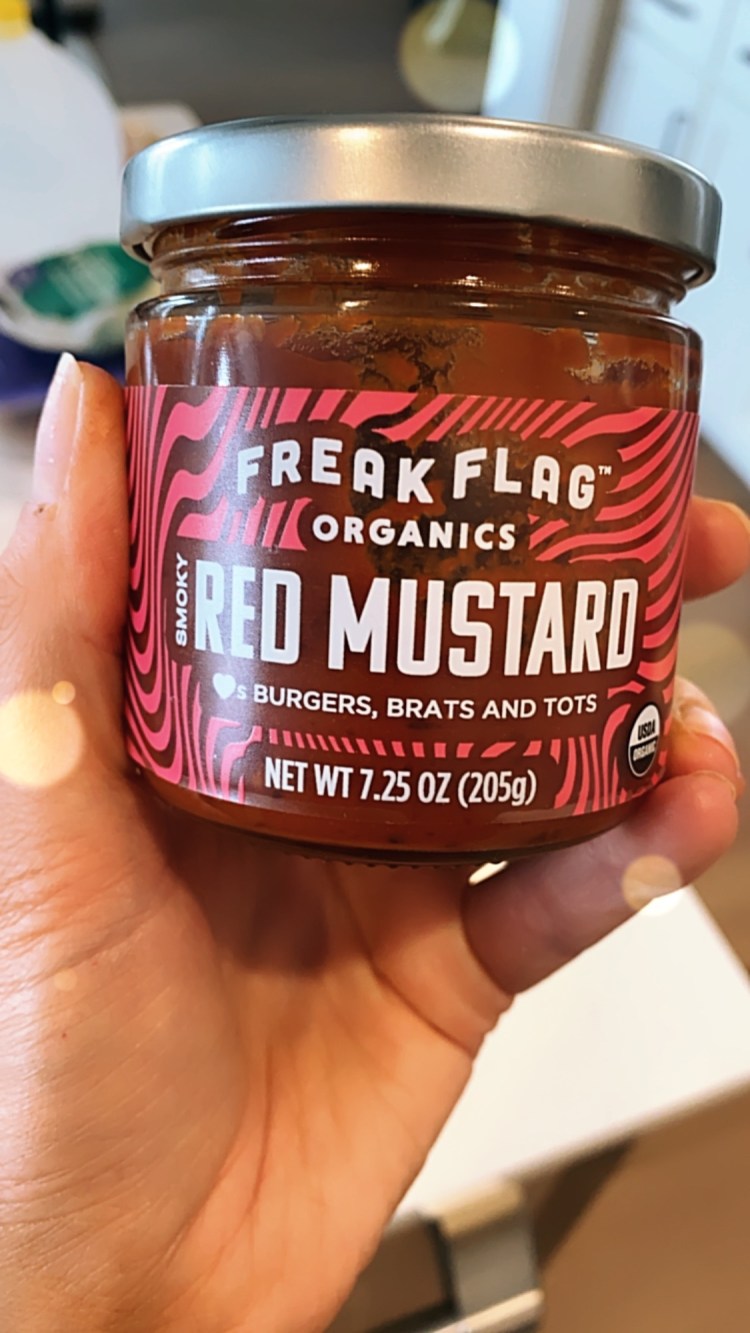 FREAK FLAG™
ORGANICS
SMOKY
RED MUSTARD
♥s BURGERS, BRATS AND TOTS
USDA
ORGANIC
NET WT 7.25 OZ (205g)